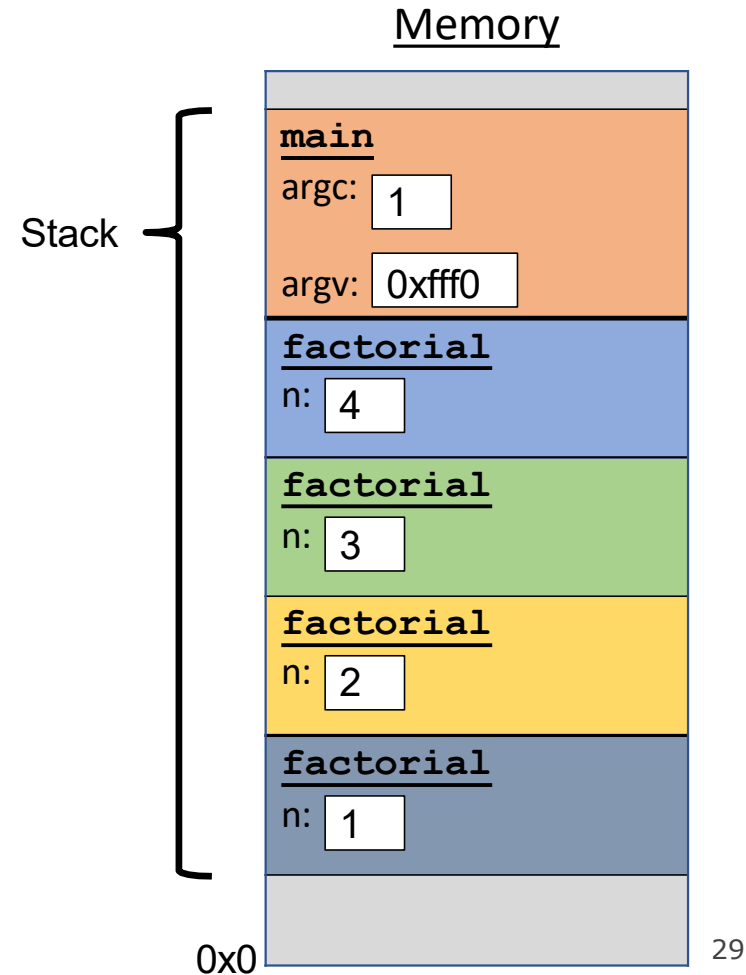 Memory
Stack
main
argc: 1
argv: 0xfff0
factorial
n: 4
factorial
n: 3
factorial
n: 2
factorial
n: 1
0x0
29